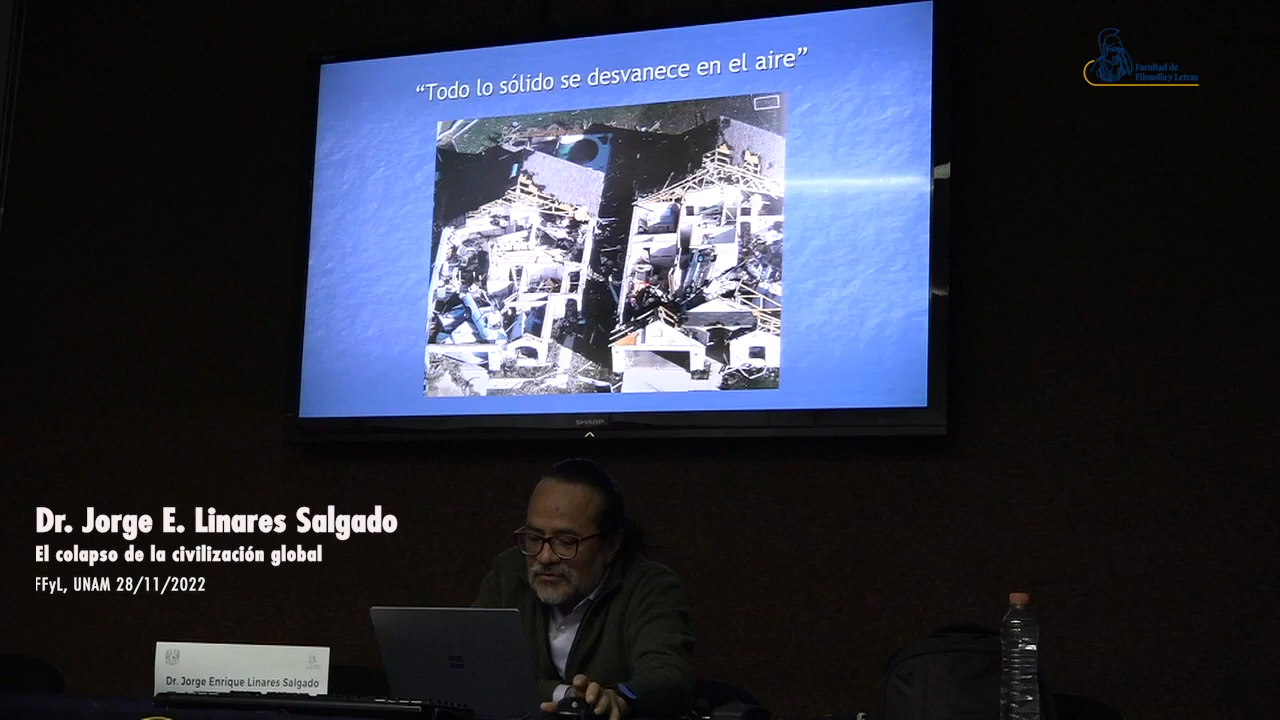 “Todo lo sólido se desvanece en el aire”
Facultad de
Filosofía y Letras
SHARP
Dr. Jorge E. Linares Salgado
El colapso de la civilización global
FFyL, UNAM 28/11/2022
Dr. Jorge Enrique Linares Salgado